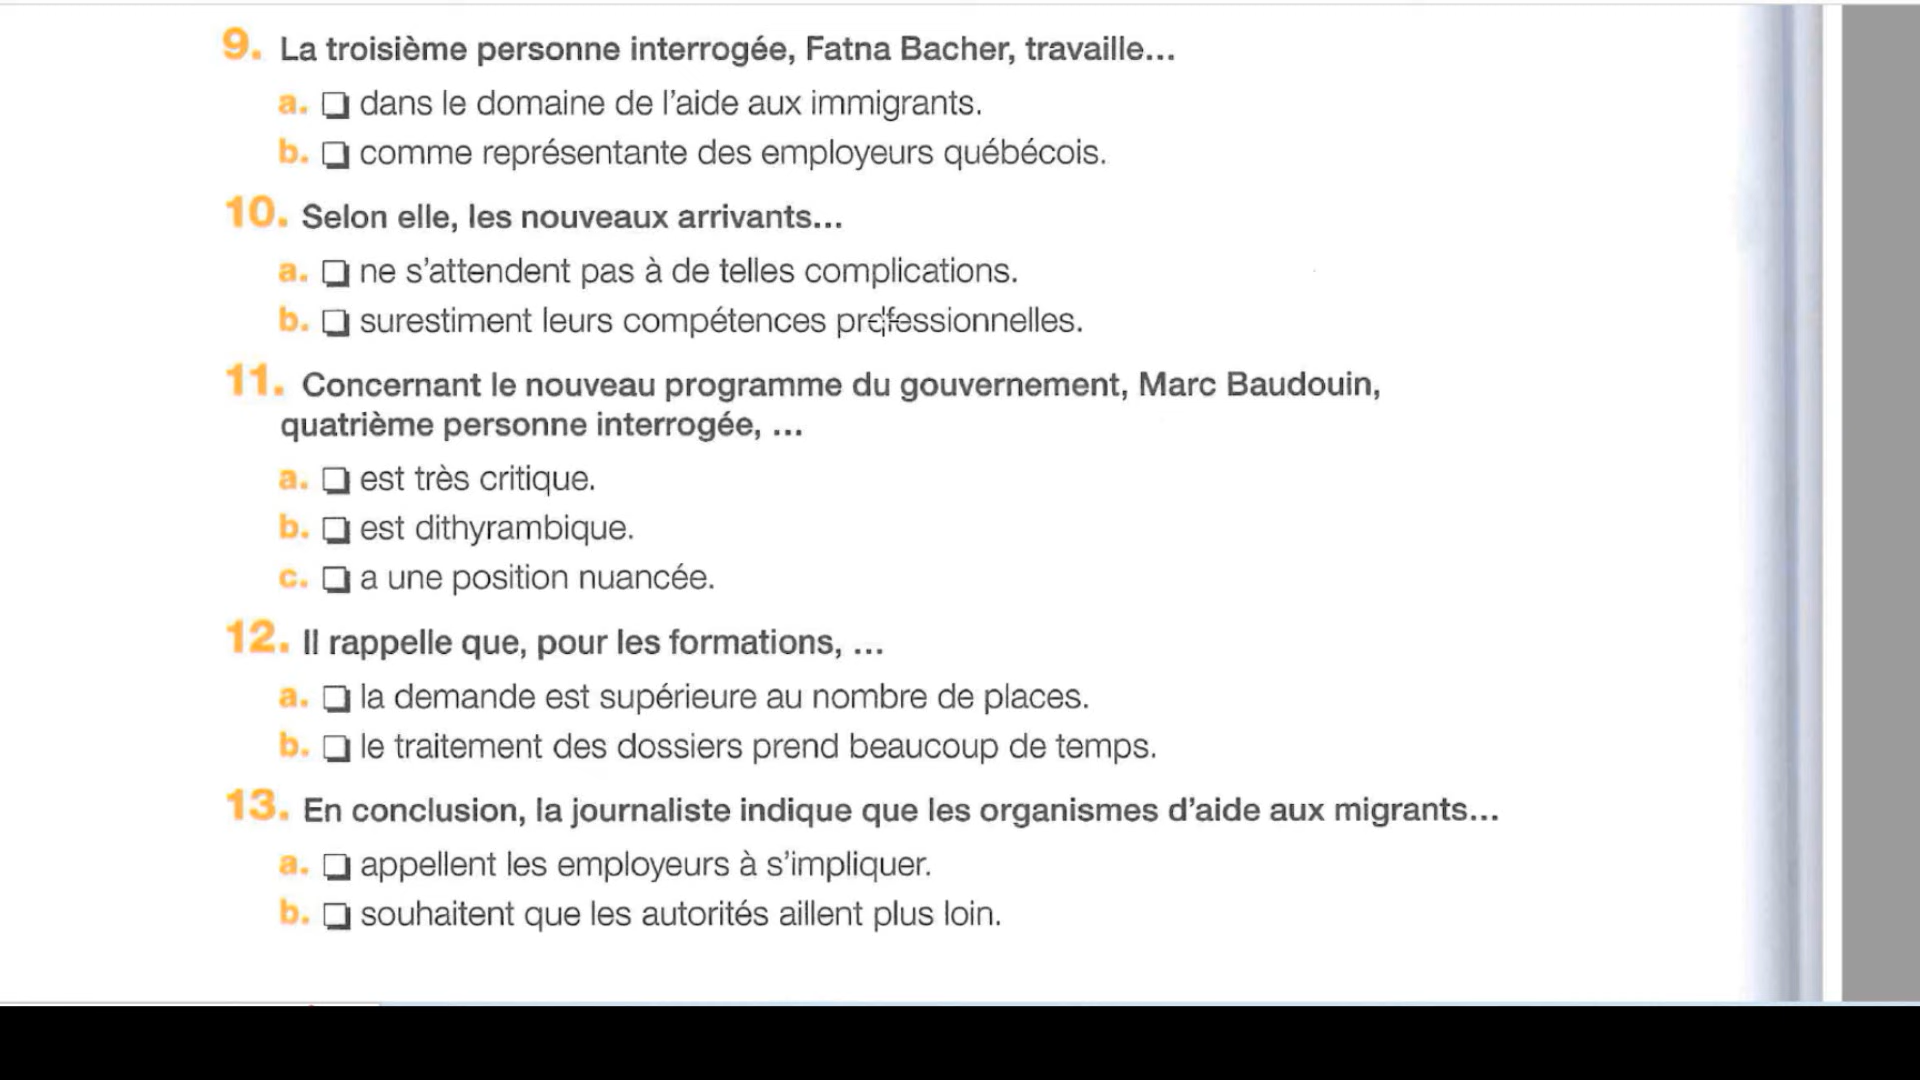 9. La troisième personne interrogée, Fatna Bacher, travaille...
a. ❑ dans le domaine de l'aide aux immigrants.
b. ❑ comme représentante des employeurs québécois.
10. Selon elle, les nouveaux arrivants...
a. ❑ ne s'attendent pas à de telles complications.
b. ❑ surestiment leurs compétences professionnelles.
11. Concernant le nouveau programme du gouvernement, Marc Baudouin,
quatrième personne interrogée, ...
a. ❑ est très critique.
b. ❑ est dithyrambique.
c. ❑ a une position nuancée.
12. Il rappelle que, pour les formations, ...
a. ❑ la demande est supérieure au nombre de places.
b. ❑ le traitement des dossiers prend beaucoup de temps.
13. En conclusion, la journaliste indique que les organismes d'aide aux migrants...
a. ❑ appellent les employeurs à s'impliquer.
b. ❑ souhaitent que les autorités aillent plus loin.